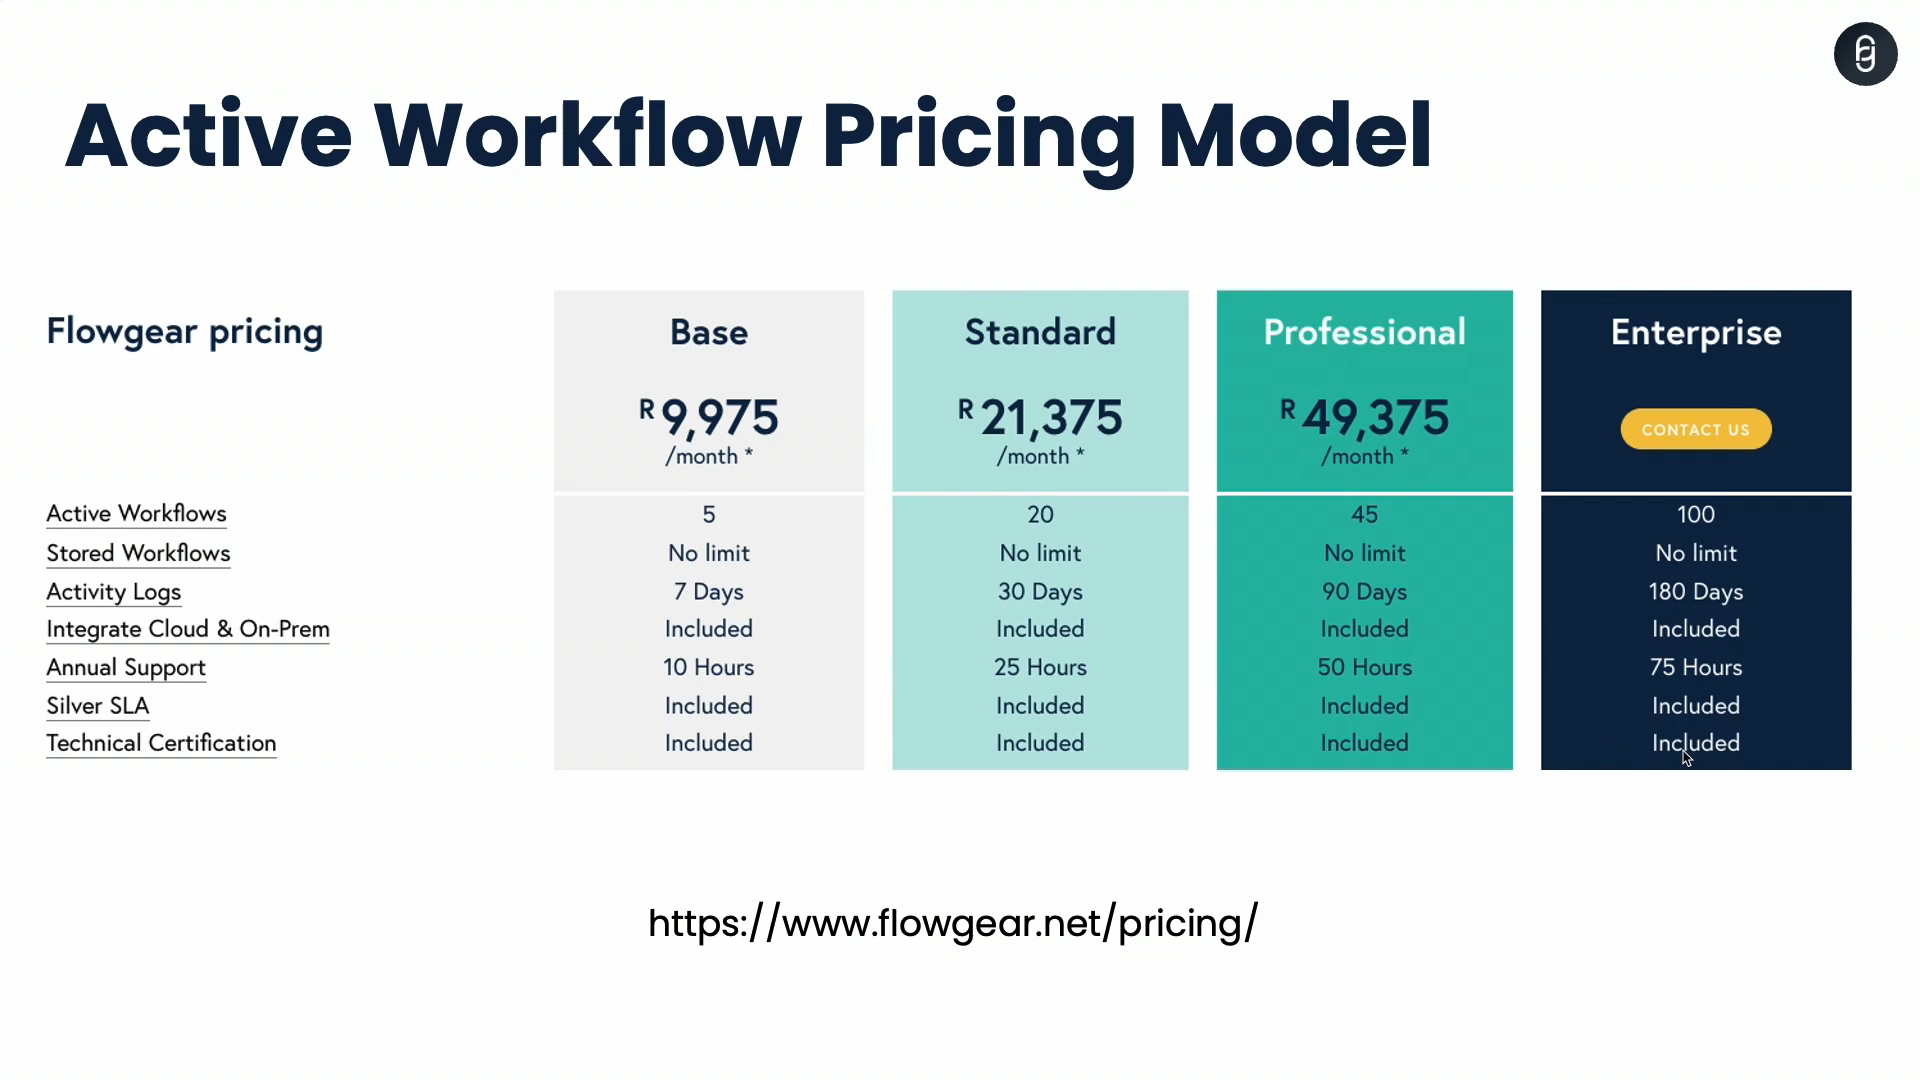 Active Workflow Pricing Model
Flowgear pricing
Base
Standard
Professional
Enterprise
R 9,975
/month *
R 21,375
/month *
R 49,375
/month *
CONTACT US
Active Workflows 5 20 45 100
Stored Workflows No limit No limit No limit No limit
Activity Logs 7 Days 30 Days 90 Days 180 Days
Integrate Cloud & On-Prem Included Included Included Included
Annual Support 10 Hours 25 Hours 50 Hours 75 Hours
Silver SLA Included Included Included Included
Technical Certification Included Included Included Included
https://www.flowgear.net/pricing/